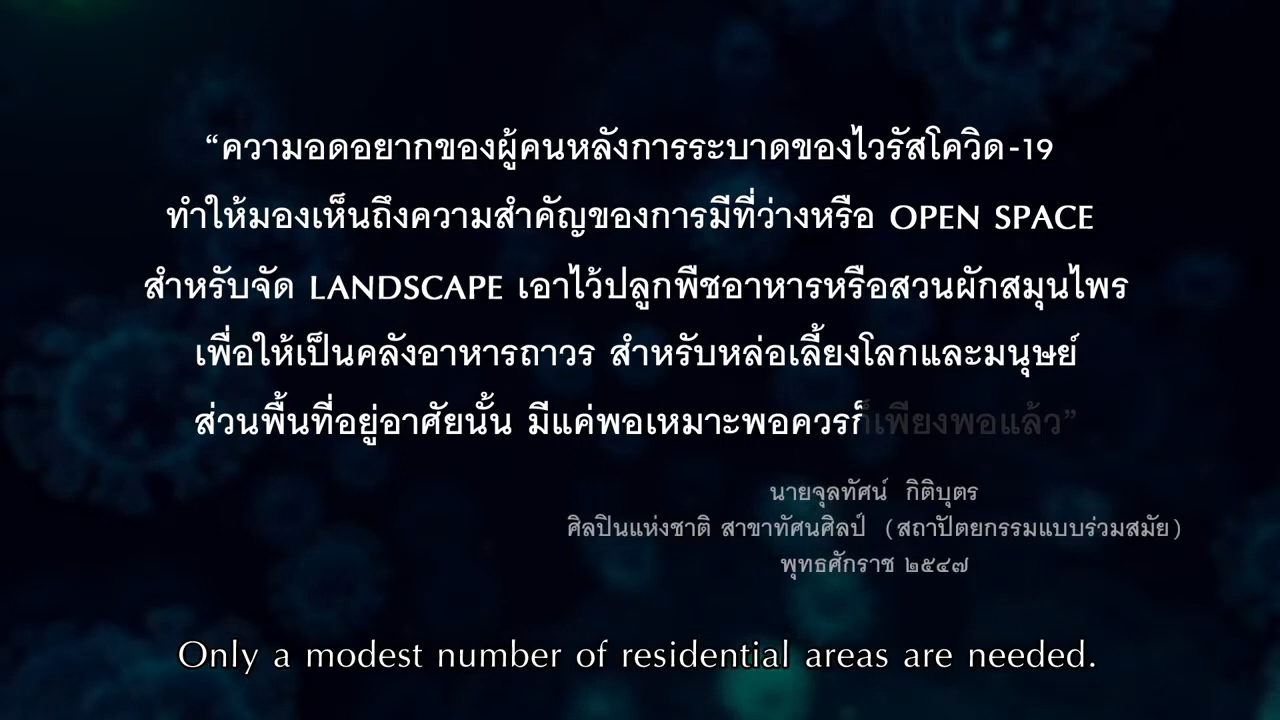 “ความอดอยากของผู้คนหลังการระบาดของไวรัสโควิด-19
ทำให้มองเห็นถึงความสำคัญของการมีที่ว่างหรือ OPEN SPACE
สำหรับจัด LANDSCAPE เอาไว้ปลูกพืชอาหารหรือสวนผักสมุนไพร
เพื่อให้เป็นคลังอาหารถาวร สำหรับหล่อเลี้ยงโลกและมนุษย์
ส่วนพื้นที่อยู่อาศัยนั้น มีแค่พอเหมาะพอควรก็เพียงพอแล้ว”
นายจุลทัศน์ กิติบุตร
ศิลปินแห่งชาติ สาขาทัศนศิลป์ (สถาปัตยกรรมแบบร่วมสมัย)
พุทธศักราช ๒๕๔๗
Only a modest number of residential areas are needed.